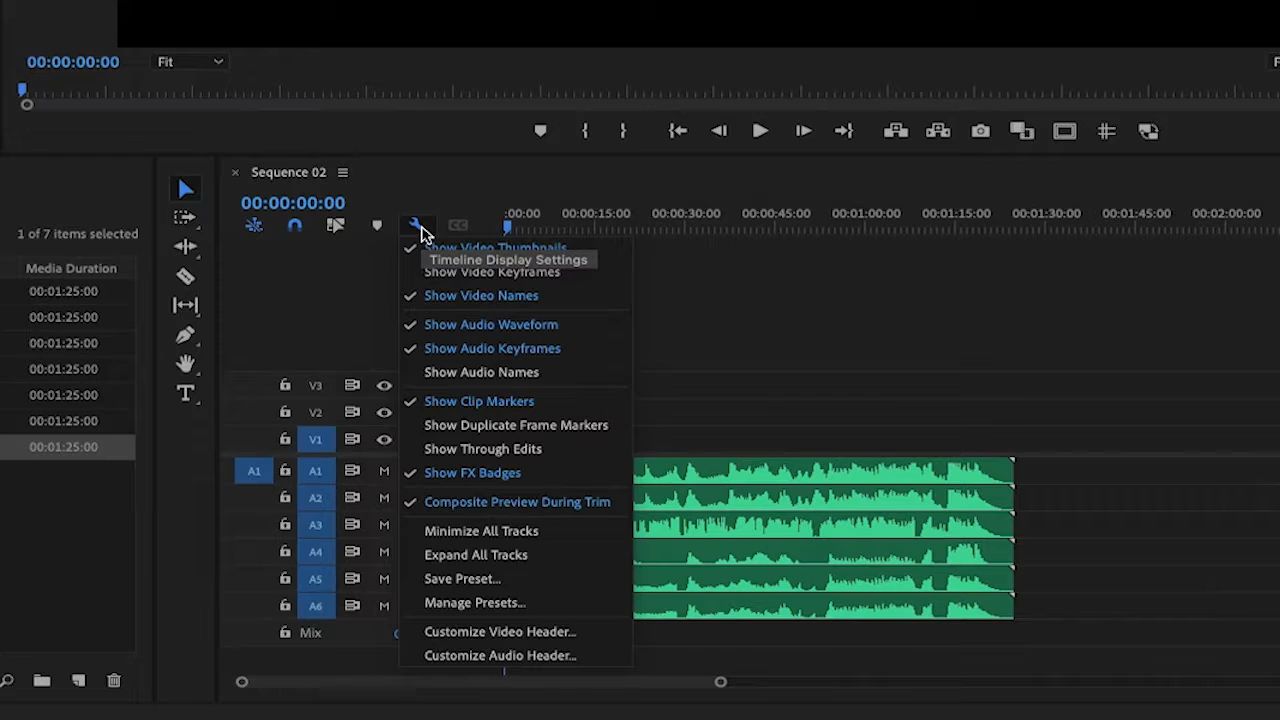 00:00:00:00 Fit
Sequence 02
00:00:00:00
:00:00 00:00:15:00 00:00:30:00 00:00:45:00 00:01:00:00 00:01:15:00 00:01:30:00 00:01:45:00 00:02:00:00
1 of 7 items selected
Media Duration
00:01:25:00
00:01:25:00
00:01:25:00
00:01:25:00
00:01:25:00
00:01:25:00
00:01:25:00
Show Video Thumbnails
Timeline Display Settings
Show Video Keyframes
Show Video Names
Show Audio Waveform
Show Audio Keyframes
Show Audio Names
Show Clip Markers
Show Duplicate Frame Markers
Show Through Edits
Show FX Badges
Composite Preview During Trim
Minimize All Tracks
Expand All Tracks
Save Preset...
Manage Presets...
Customize Video Header...
Customize Audio Header...
V3
V2
V1
A1 A1 M
A2 M
A3 M
A4 M
A5 M
A6 M
Mix